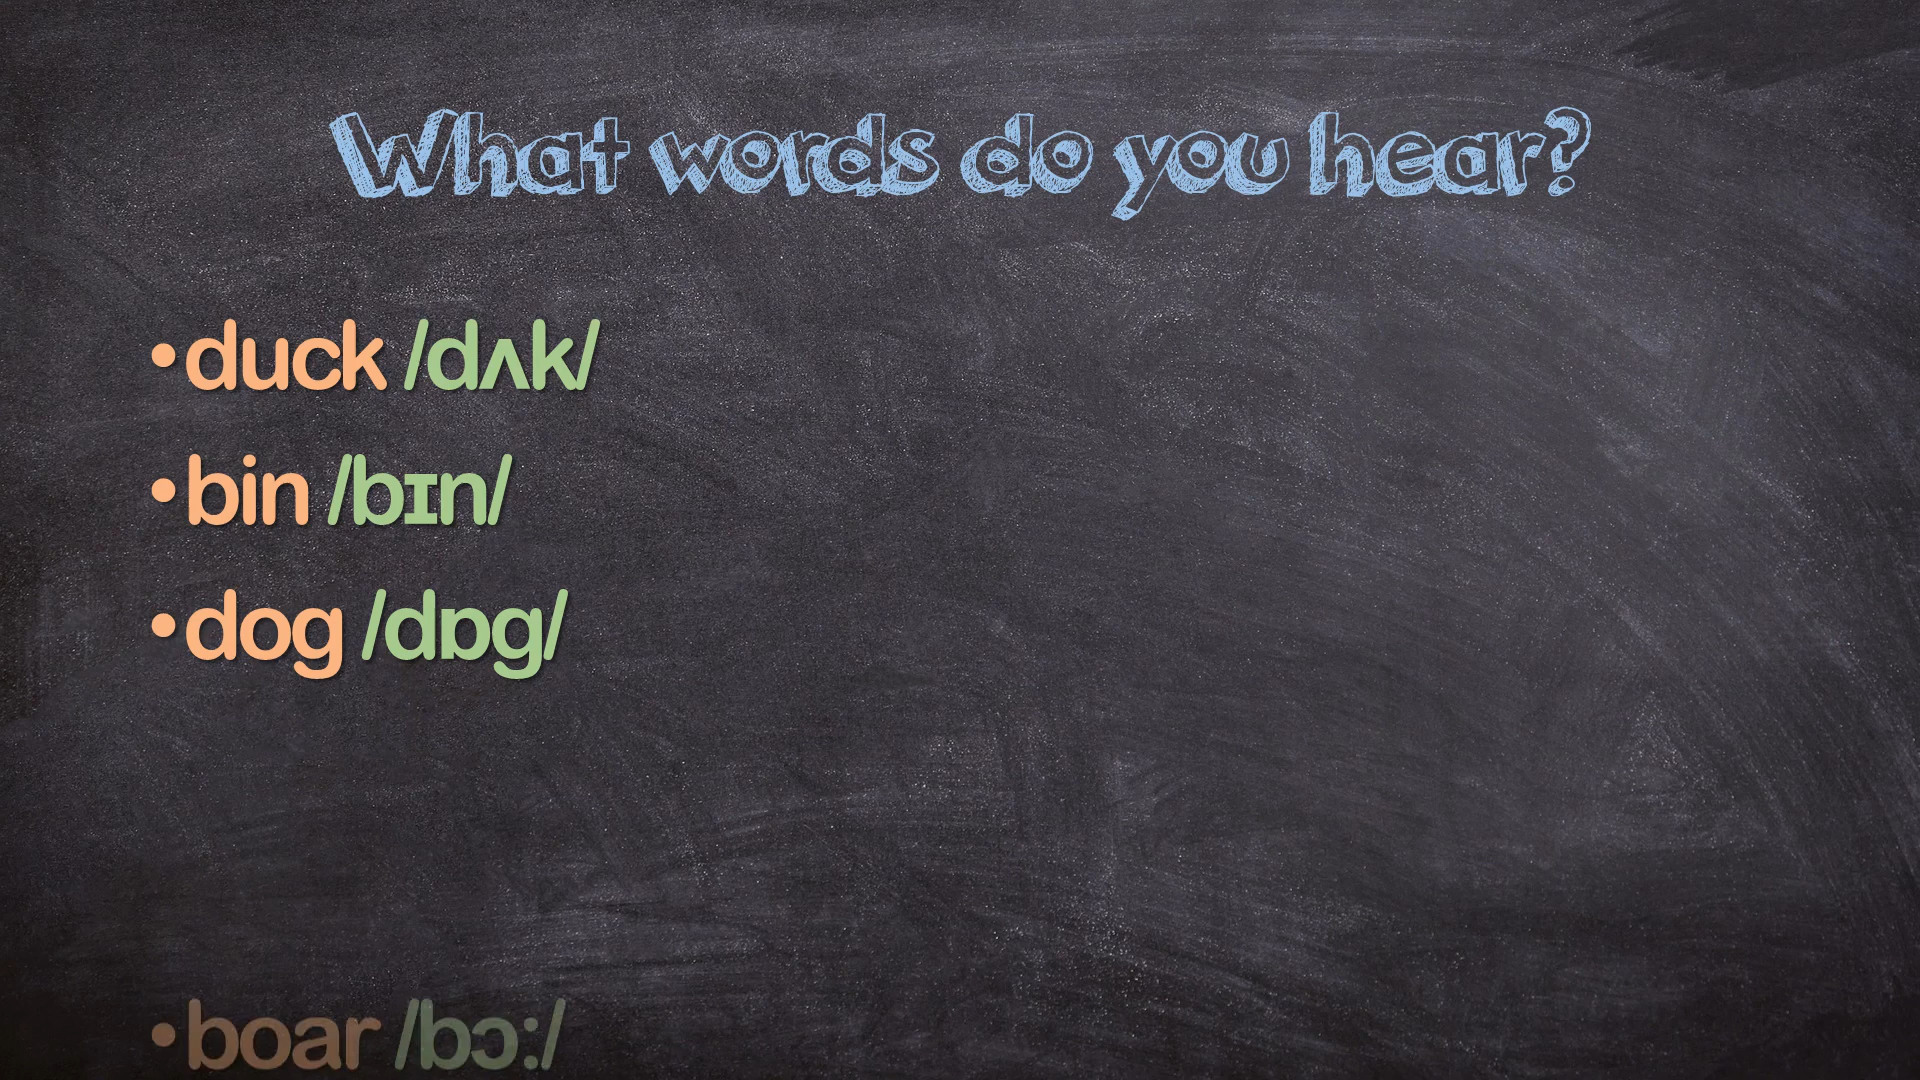 What words do you hear?
•duck /dʌk/
•bin /bɪn/
•dog /dɒg/
•boar /bɔ:/